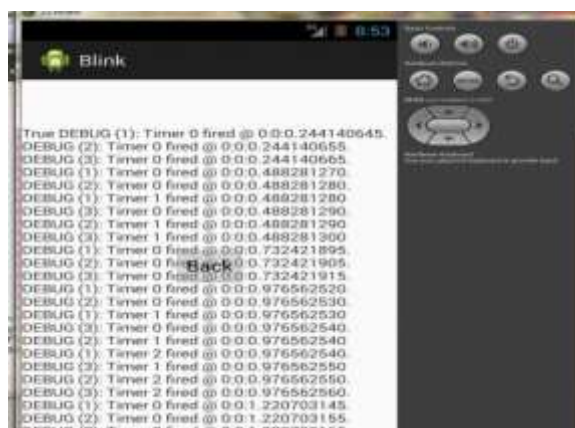 8:53
Blink
True DEBUG (1): Timer 0 fired @ 0:0:0.244140645.
DEBUG (2): Timer 0 fired @ 0:0:0.244140655.
DEBUG (3): Timer 0 fired @ 0:0:0.244140665.
DEBUG (1): Timer 0 fired @ 0:0:0.488281270.
DEBUG (2): Timer 0 fired @ 0:0:0.488281280.
DEBUG (1): Timer 1 fired @ 0:0:0.488281280
DEBUG (3): Timer 0 fired @ 0:0:0.488281290.
DEBUG (2): Timer 1 fired @ 0:0:0.488281290
DEBUG (3): Timer 1 fired @ 0:0:0.488281300
DEBUG (1): Timer 0 fired @ 0:0:0.732421895.
DEBUG (2): Timer 0 0:0:0.732421905.
DEBUG (3): Timer 0 0:0:0.732421915.
Back
DEBUG (1): Timer 0 fired @ 0:0:0.976562520.
DEBUG (2): Timer 0 fired @ 0:0:0.976562530.
DEBUG (1): Timer 1 fired @ 0:0:0.976562530
DEBUG (3): Timer 0 fired @ 0:0:0.976562540.
DEBUG (2): Timer 1 fired @ 0:0:0.976562540
DEBUG (1): Timer 2 fired @ 0:0:0.976562540.
DEBUG (3): Timer 1 fired @ 0:0:0.976562550
DEBUG (2): Timer 2 fired @ 0:0:0.976562550.
DEBUG (3): Timer 2 fired @ 0:0:0.976562560.
DEBUG (1): Timer 0 fired @ 0:0:1.220703145.
DEBUG (2): Timer 0 fired @ 0:0:1.220703155.